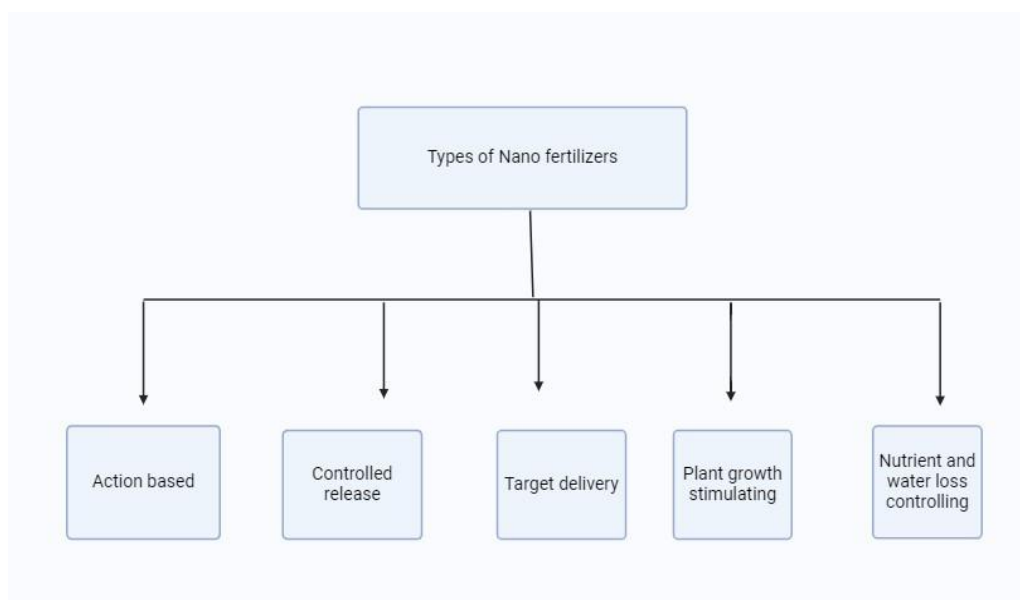 Types of Nano fertilizers
Action based
Controlled
release
Target delivery
Plant growth
stimulating
Nutrient and
water loss
controlling